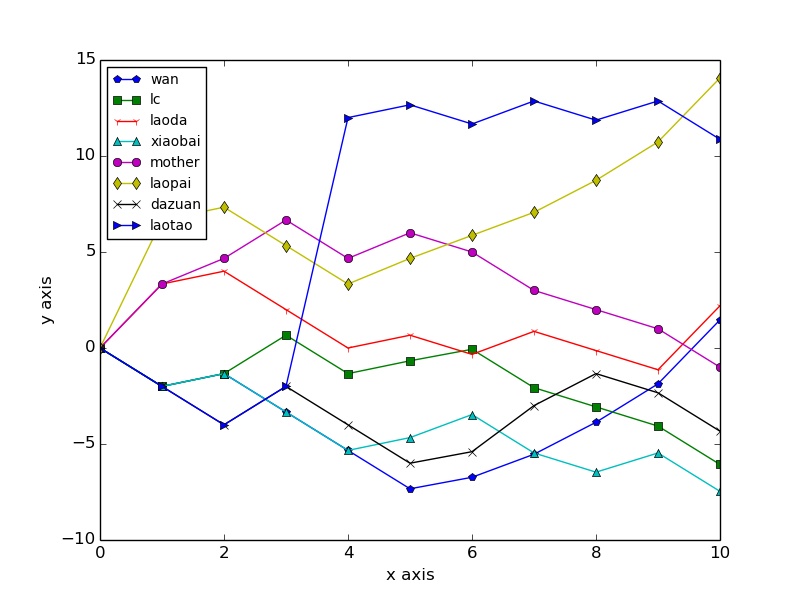 15
10
5
0
−5
−10
0
2
4
6
8
10
x axis
y axis
wan
lc
laoda
xiaobai
mother
laopai
dazuan
laotao